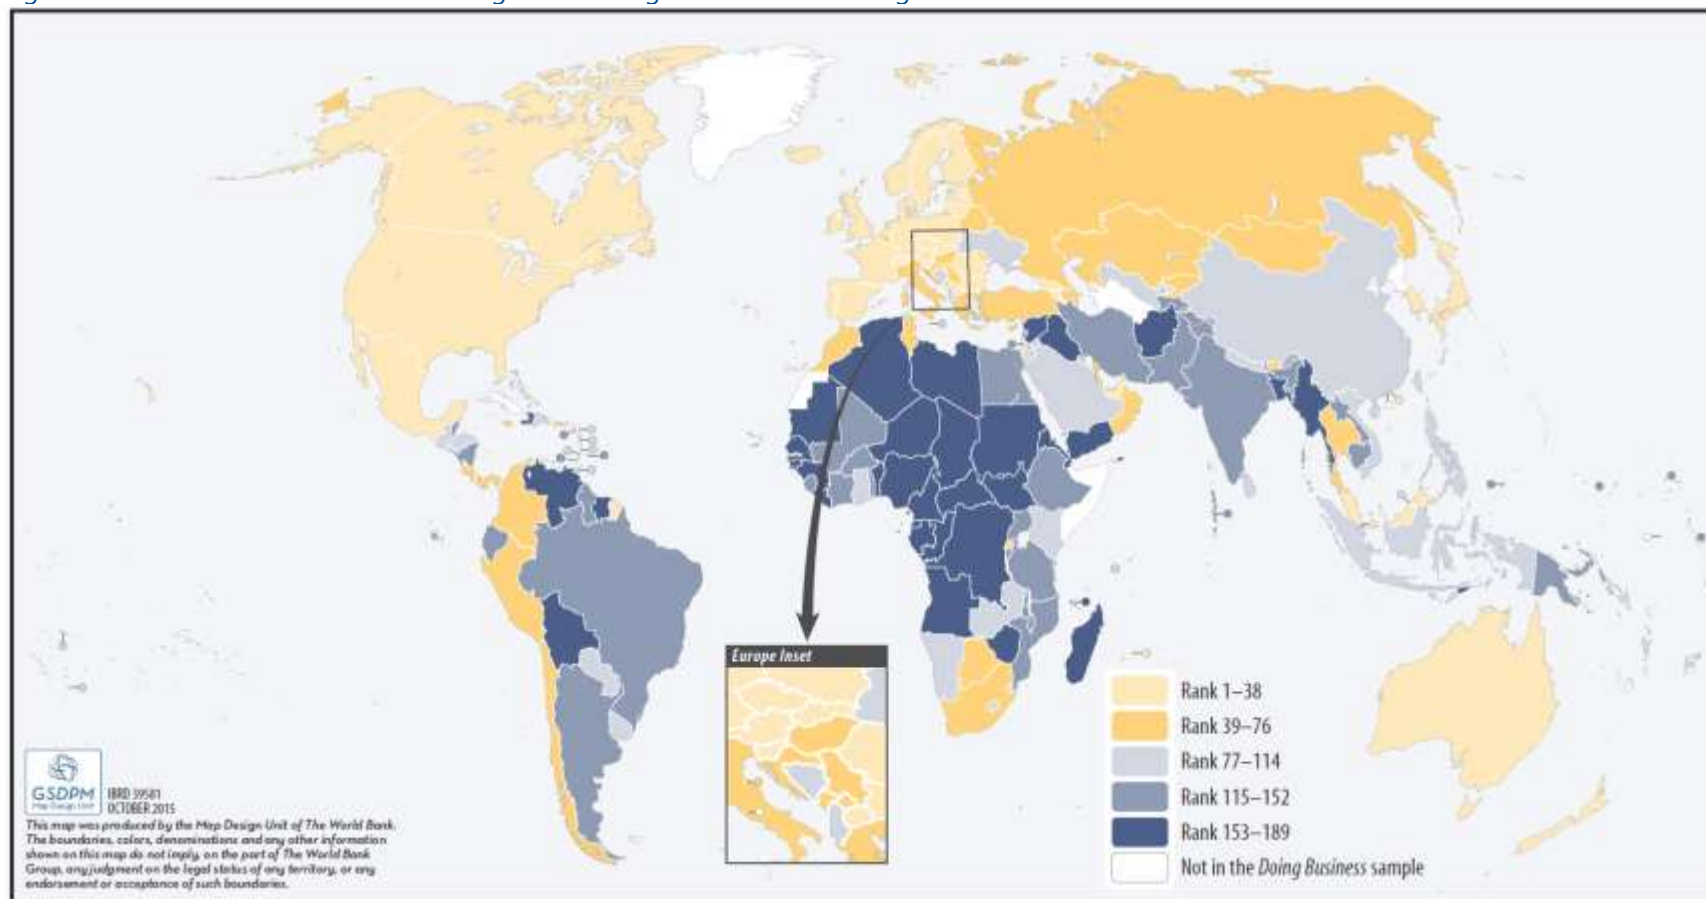 Europe Inset
Rank 1–38
Rank 39–76
Rank 77–114
Rank 115–152
Rank 153–189
Not in the Doing Business sample
GSDPM
Map Design Unit
IBRD 39581
OCTOBER 2015
This map was produced by the Map Design Unit of The World Bank.
The boundaries, colors, denominations and any other information
shown on this map do not imply, on the part of The World Bank
Group, any judgment on the legal status of any territory, or any
endorsement or acceptance of such boundaries.